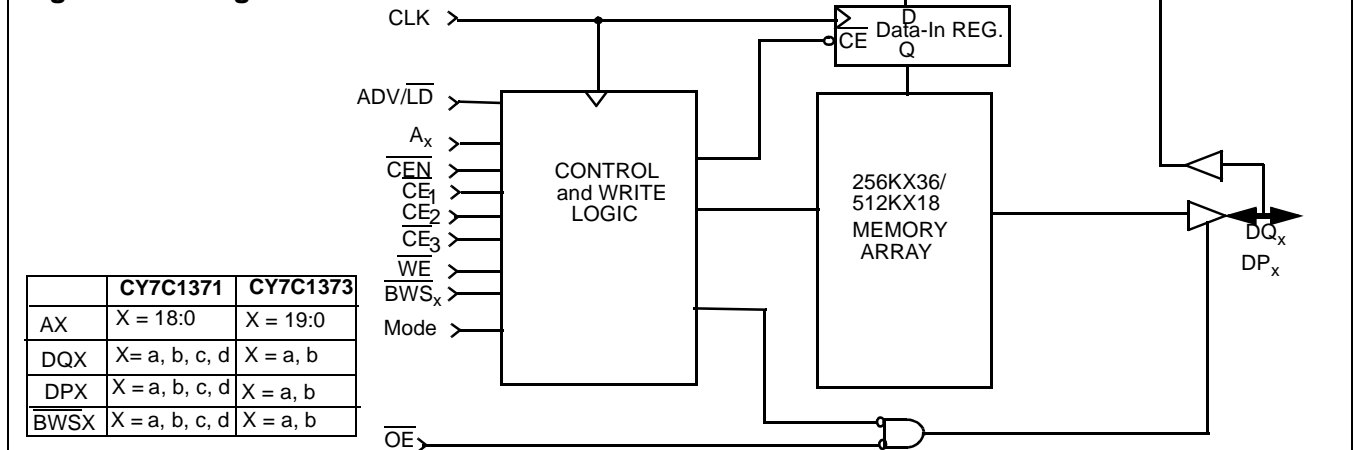 CLK
D
CE Data-In REG.
Q
ADV/LD
Ax
CEN
CE1
CE2
CE3
WE
BWSx
Mode
OE
CONTROL
and WRITE
LOGIC
256KX36/
512KX18
MEMORY
ARRAY
DQx
DPx
CY7C1371 CY7C1373
AX X = 18:0 X = 19:0
DQX X= a, b, c, d X = a, b
DPX X = a, b, c, d X = a, b
BWSX X = a, b, c, d X = a, b